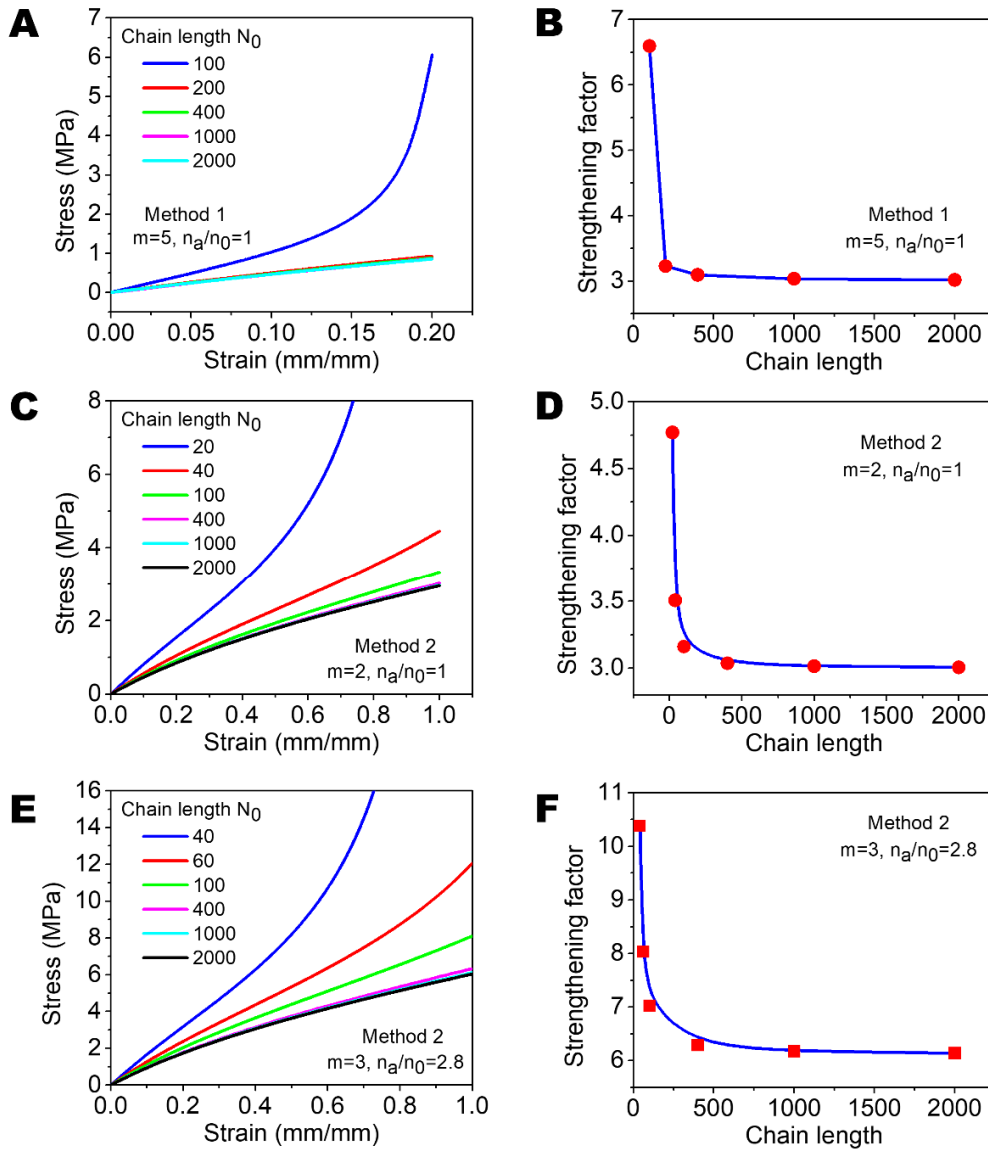 A
Chain length N0
100
200
400
1000
2000
Method 1
m=5, na/n0=1
7
6
5
4
3
2
1
0
Stress (MPa)
0.00 0.05 0.10 0.15 0.20
Strain (mm/mm)
B
Method 1
m=5, na/n0=1
7
6
5
4
3
Strengthening factor
0 500 1000 1500 2000
Chain length
C
Chain length N0
20
40
100
400
1000
2000
Method 2
m=2, na/n0=1
8
6
4
2
0
Stress (MPa)
0.0 0.2 0.4 0.6 0.8 1.0
Strain (mm/mm)
D
Method 2
m=2, na/n0=1
5.0
4.5
4.0
3.5
3.0
Strengthening factor
0 500 1000 1500 2000
Chain length
E
Chain length N0
40
60
100
400
1000
2000
Method 2
m=3, na/n0=2.8
16
14
12
10
8
6
4
2
0
Stress (MPa)
0.0 0.2 0.4 0.6 0.8 1.0
Strain (mm/mm)
F
Method 2
m=3, na/n0=2.8
11
10
9
8
7
6
Strengthening factor
0 500 1000 1500 2000
Chain length